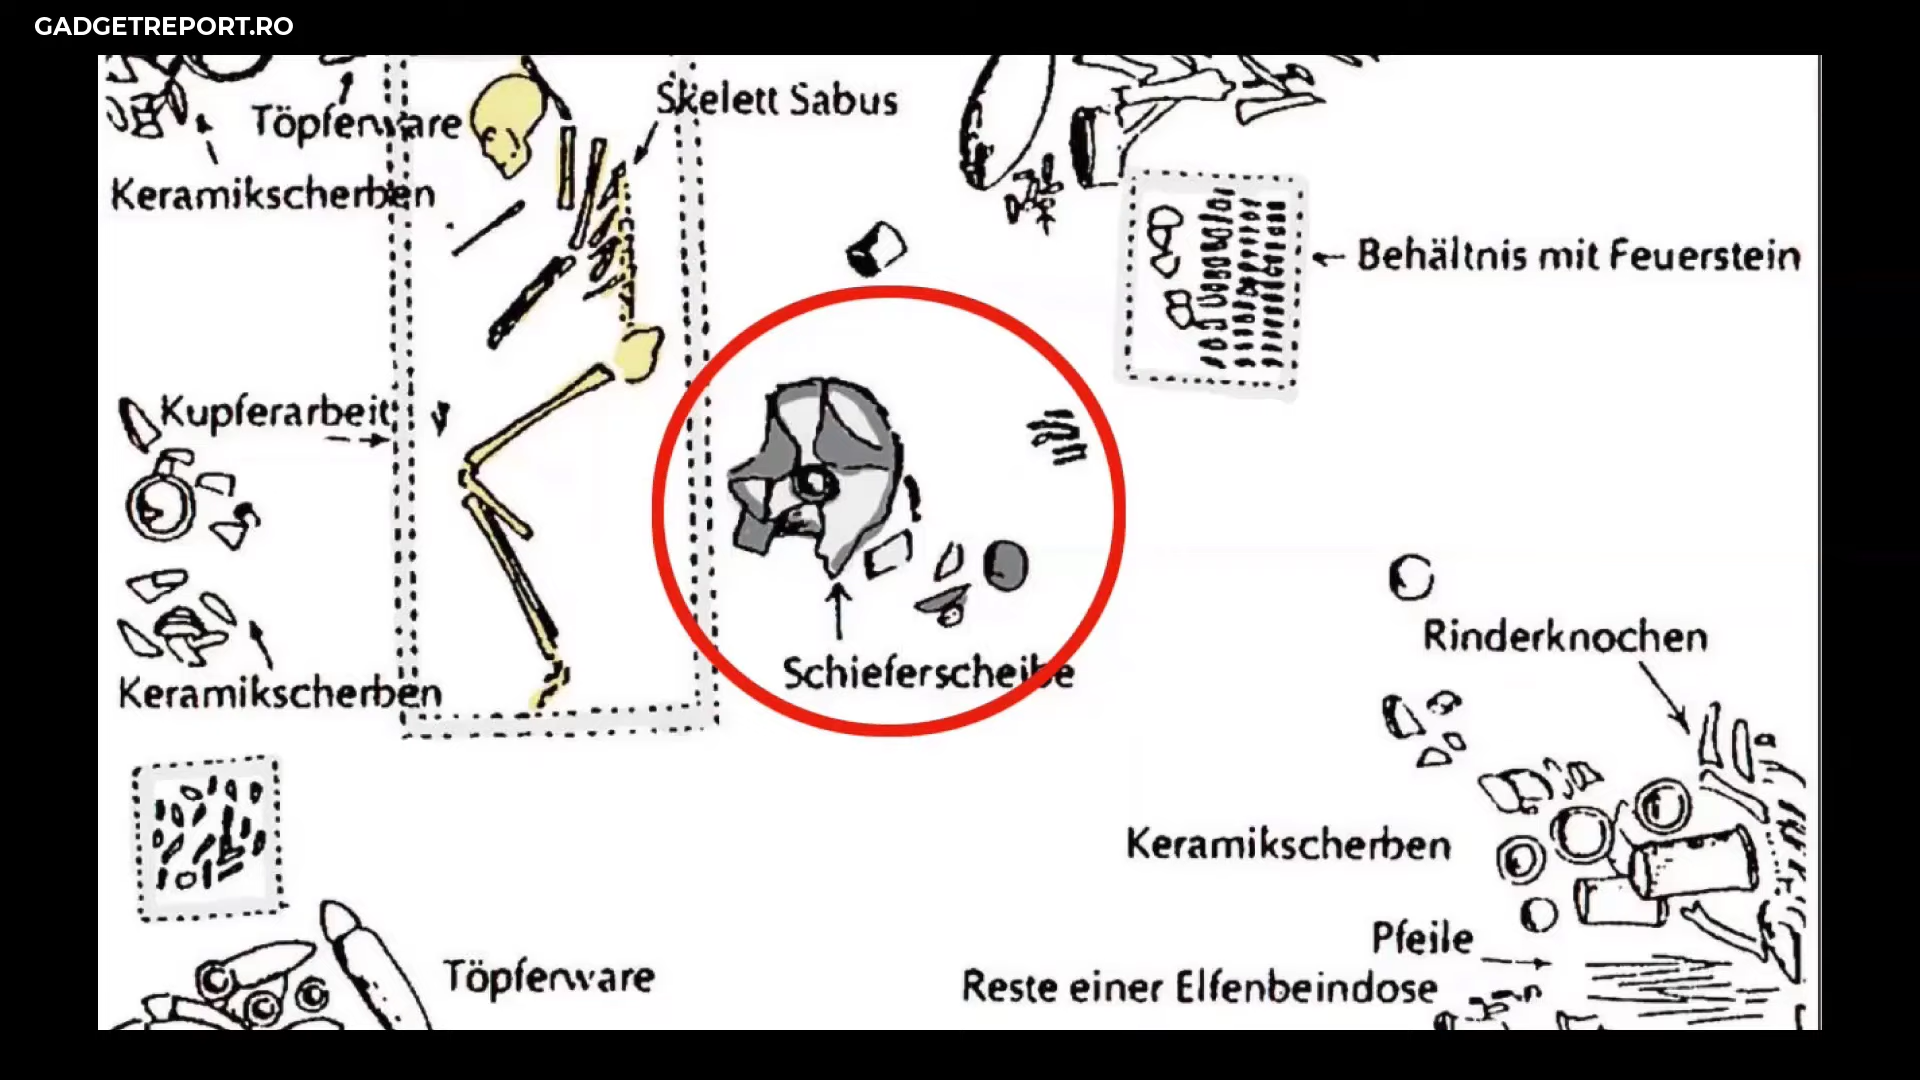 GADGETREPORT.RO
Skelett Sabus
Töpferware
Keramikscherben
Behältnis mit Feuerstein
Kupferarbeit
Rinderknochen
Schieferscheibe
Keramikscherben
Keramikscherben
Pfeile
Töpferware
Reste einer Elfenbeindose